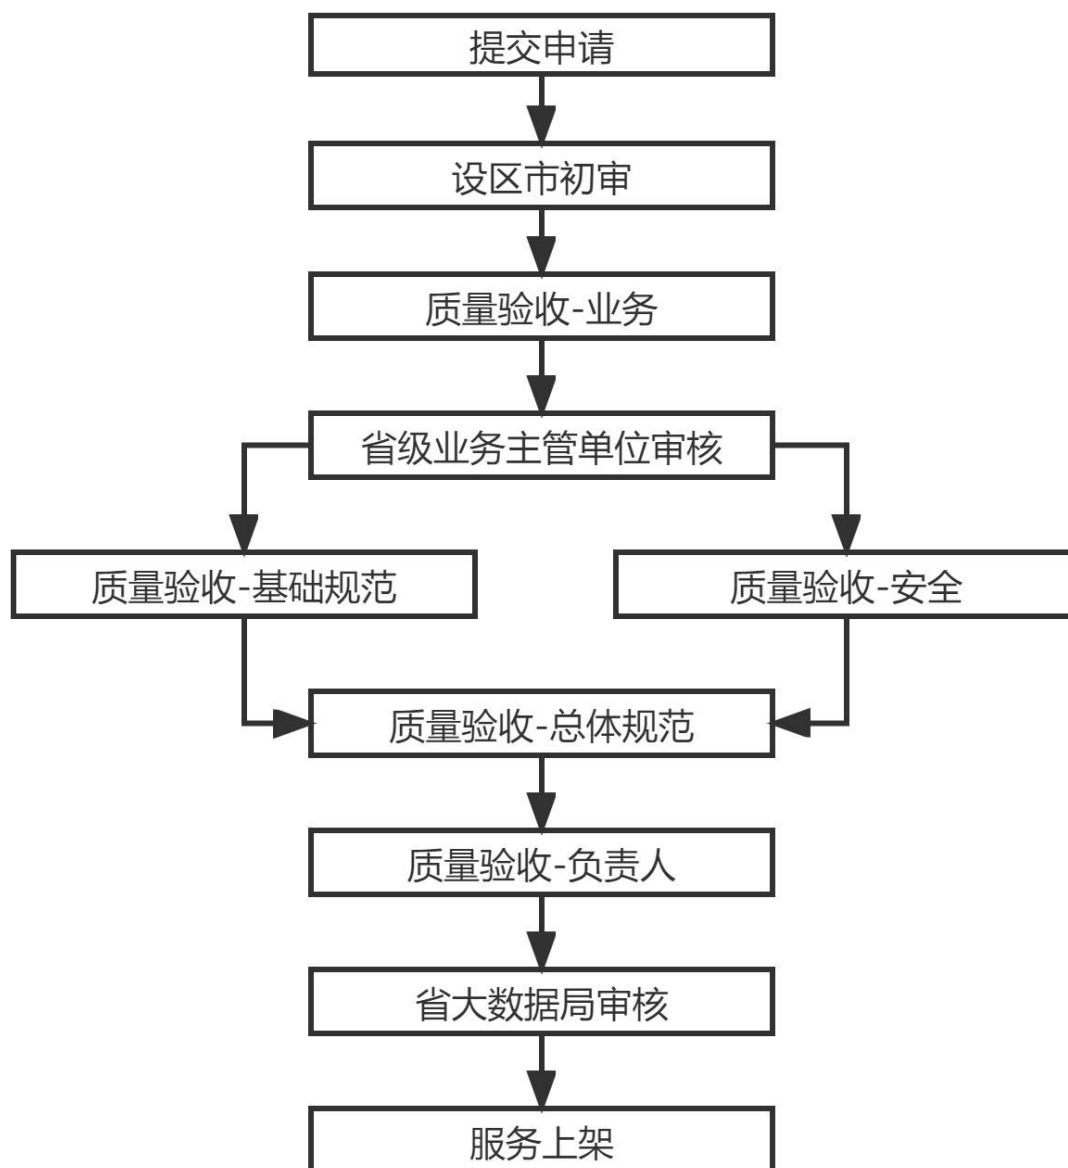 提交申请
设区市初审
质量验收-业务
省级业务主管单位审核
质量验收-基础规范
质量验收-安全
质量验收-总体规范
质量验收-负责人
省大数据局审核
服务上架